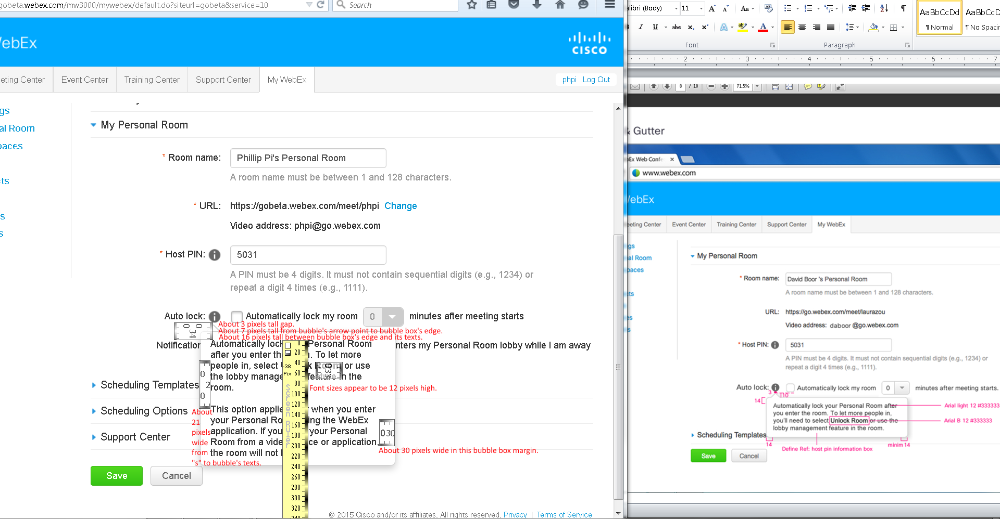 gobeta.webex.com/mw3000/mywebex/default.do?siteurl=gobeta&service=10
Search
WebEx
cisco
eting Center
Event Center
Training Center
Support Center
My WebEx
phpi
Log Out
gs
al Room
paces
cts
s
s
My Personal Room
* Room name:
Phillip Pi's Personal Room
A room name must be between 1 and 128 characters.
* URL:
https://gobeta.webex.com/meet/phpi Change
Video address: phpi@go.webex.com
* Host PIN:
5031
A PIN must be 4 digits. It must not contain sequential digits (e.g., 1234) or
repeat a digit 4 times (e.g., 1111).
Auto lock:
Automatically lock my room
0
minutes after meeting starts
About 3 pixels tall gap.
About 7 pixels tall from bubble's arrow point to bubble box's edge.
About 16 pixels tall between bubble box's edge and its texts.
0 34 0
Notification
nters my Personal Room lobby while I am away
Automatically lock Personal Room
after you enter the . To let more
people in, select U k or use
the lobby manage feature in the
room.
033
Font sizes appear to be 12 pixels high.
0 20
This option applie when you enter
your Personal Ro ing the WebEx
application. If you your Personal
Room from a vide ce or application,
the room will not l
030
About 30 pixels wide in this bubble box margin.
About
21
pixels
wide
from
"s" to bubble's texts.
0
20
-38
40
Pix
60
80
100
120
140
160
180
200
220
240
260
280
300
320
340
Screen Ruler
Scheduling Templates
Scheduling Options
Support Center
Save
Cancel
© 2015 Cisco and/or its affiliates. All rights reserved. Privacy | Terms of Service
alibri (Body)
11
Aa
I
U
abc
x₂
x²
A
ab
A
Font
Paragraph
AaBbCcDd
¶ Normal
AaBbCcD
¶ No Spacin
2 3 4 5 6 7
8 / 10
71.5%
& Gutter
bEx Web Confe
www.webex.com
WebEx
eeting Center
Event Center
Training Center
Support Center
My WebEx
gs
al Room
paces
cts
es
s
My Personal Room
* Room name:
David Boor 's Personal Room
A room name must be between 1 and 128 characters.
URL:
https://go.webex.com/meet/laurazou
Video address: daboor @go.webex.com
* Host PIN:
5031
A PIN must be 4 digits. It must not contain sequential digits (e.g., 1234) or
repeat a digit 4 times (e.g., 1111).
Auto lock:
Automatically lock my room
0
minutes after meeting starts.
3
10
14
Automatically lock your Personal Room after
you enter the room. To let more people in,
you'll need to select Unlock Room or use the
lobby management feature in the room.
Arial light 12 #333333
Arial B 12 #333333
Scheduling Templates
14
Define Ref: host pin information box
minim 14
Save
Cancel